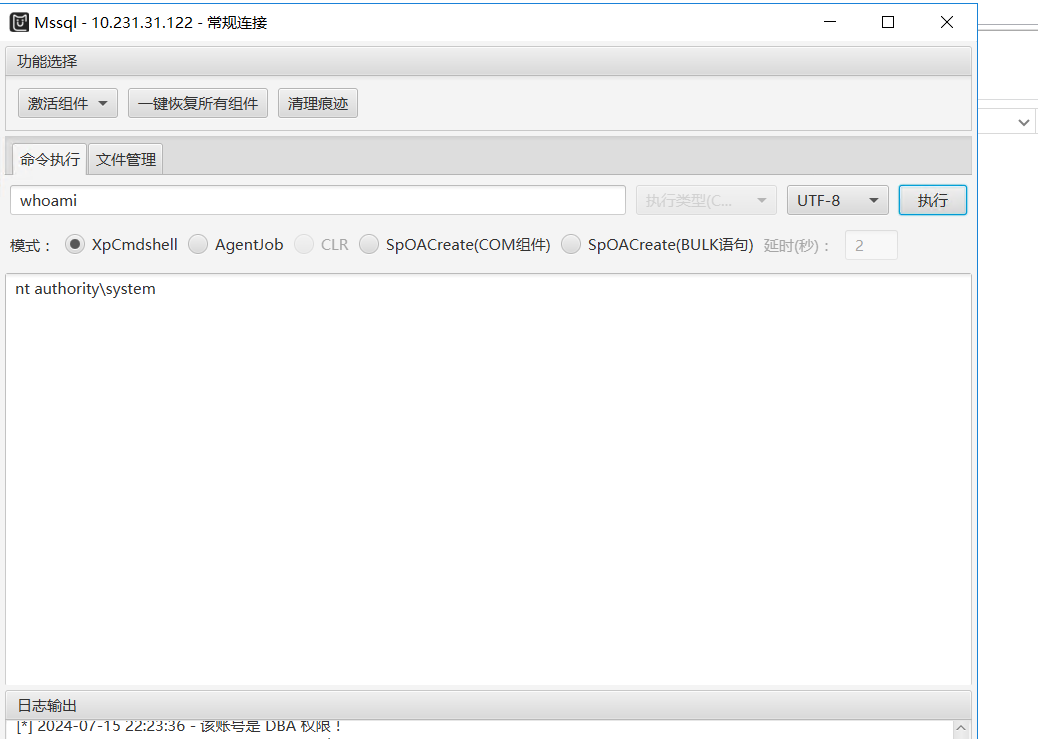 Mssql - 10.231.31.122 - 常规连接
功能选择
激活组件 一键恢复所有组件 清理痕迹
命令执行 文件管理
whoami 执行类型(C... UTF-8 执行
模式： XpCmdshell AgentJob CLR SpOACreate(COM组件) SpOACreate(BULK语句) 延时(秒)： 2
nt authority\system
日志输出
[*] 2024-07-15 22:23:36 - 该账号是 DBA 权限！